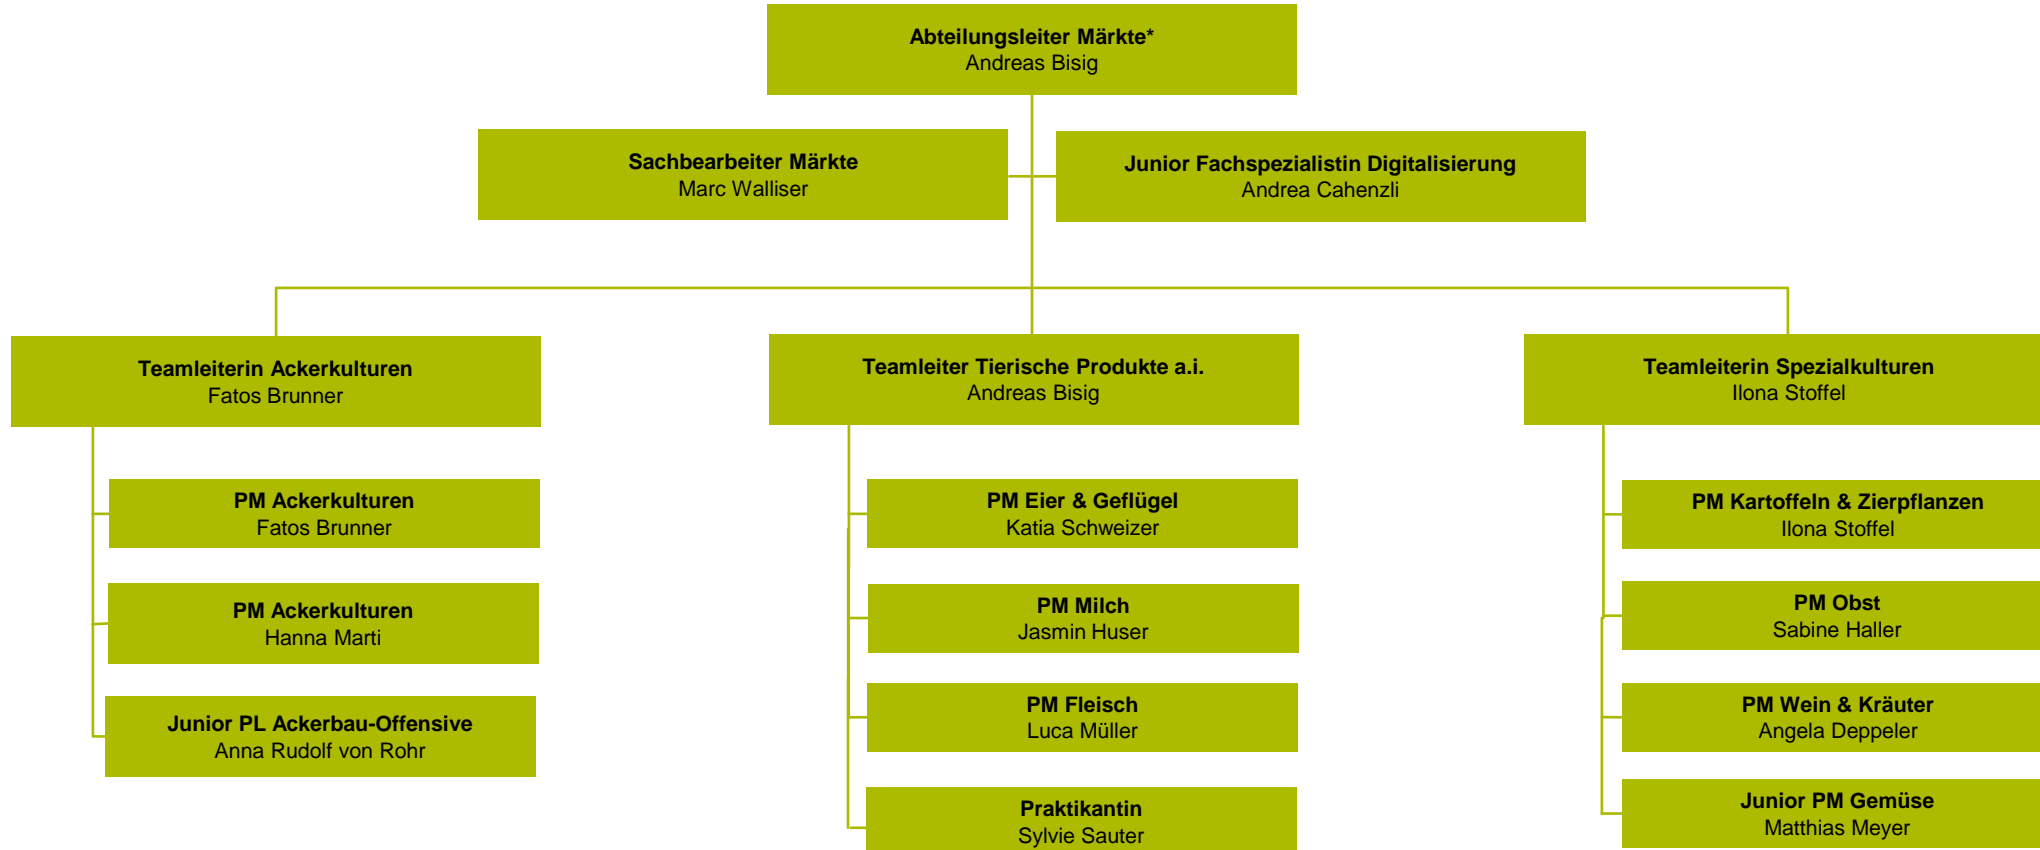 Abteilungsleiter Märkte*
Andreas Bisig
Sachbearbeiter Märkte
Marc Walliser
Junior Fachspezialistin Digitalisierung
Andrea Cahenzli
Teamleiterin Ackerkulturen
Fatos Brunner
PM Ackerkulturen
Fatos Brunner
PM Ackerkulturen
Hanna Marti
Junior PL Ackerbau-Offensive
Anna Rudolf von Rohr
Teamleiter Tierische Produkte a.i.
Andreas Bisig
PM Eier & Geflügel
Katia Schweizer
PM Milch
Jasmin Huser
PM Fleisch
Luca Müller
Praktikantin
Sylvie Sauter
Teamleiterin Spezialkulturen
Ilona Stoffel
PM Kartoffeln & Zierpflanzen
Ilona Stoffel
PM Obst
Sabine Haller
PM Wein & Kräuter
Angela Deppeler
Junior PM Gemüse
Matthias Meyer